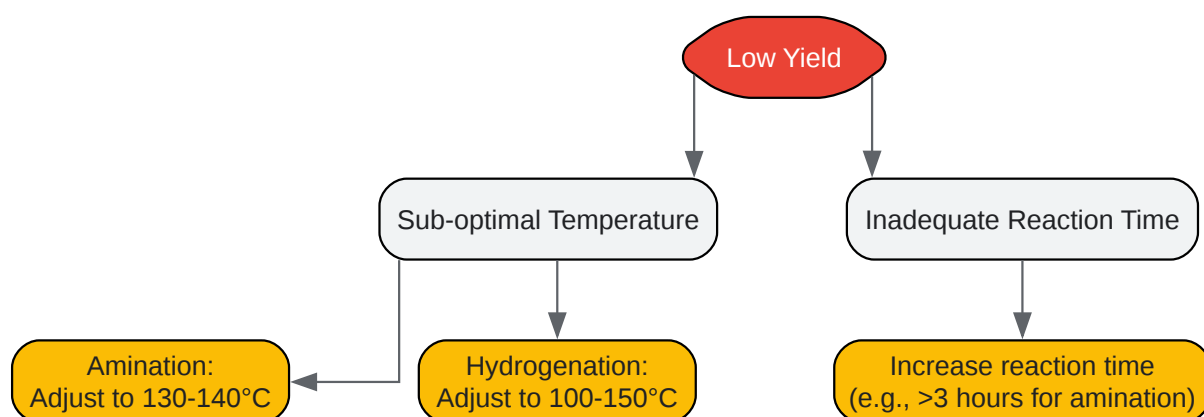 Low Yield
Sub-optimal Temperature
Inadequate Reaction Time
Amination:
Adjust to 130-140°C
Hydrogenation:
Adjust to 100-150°C
Increase reaction time
(e.g., >3 hours for amination)